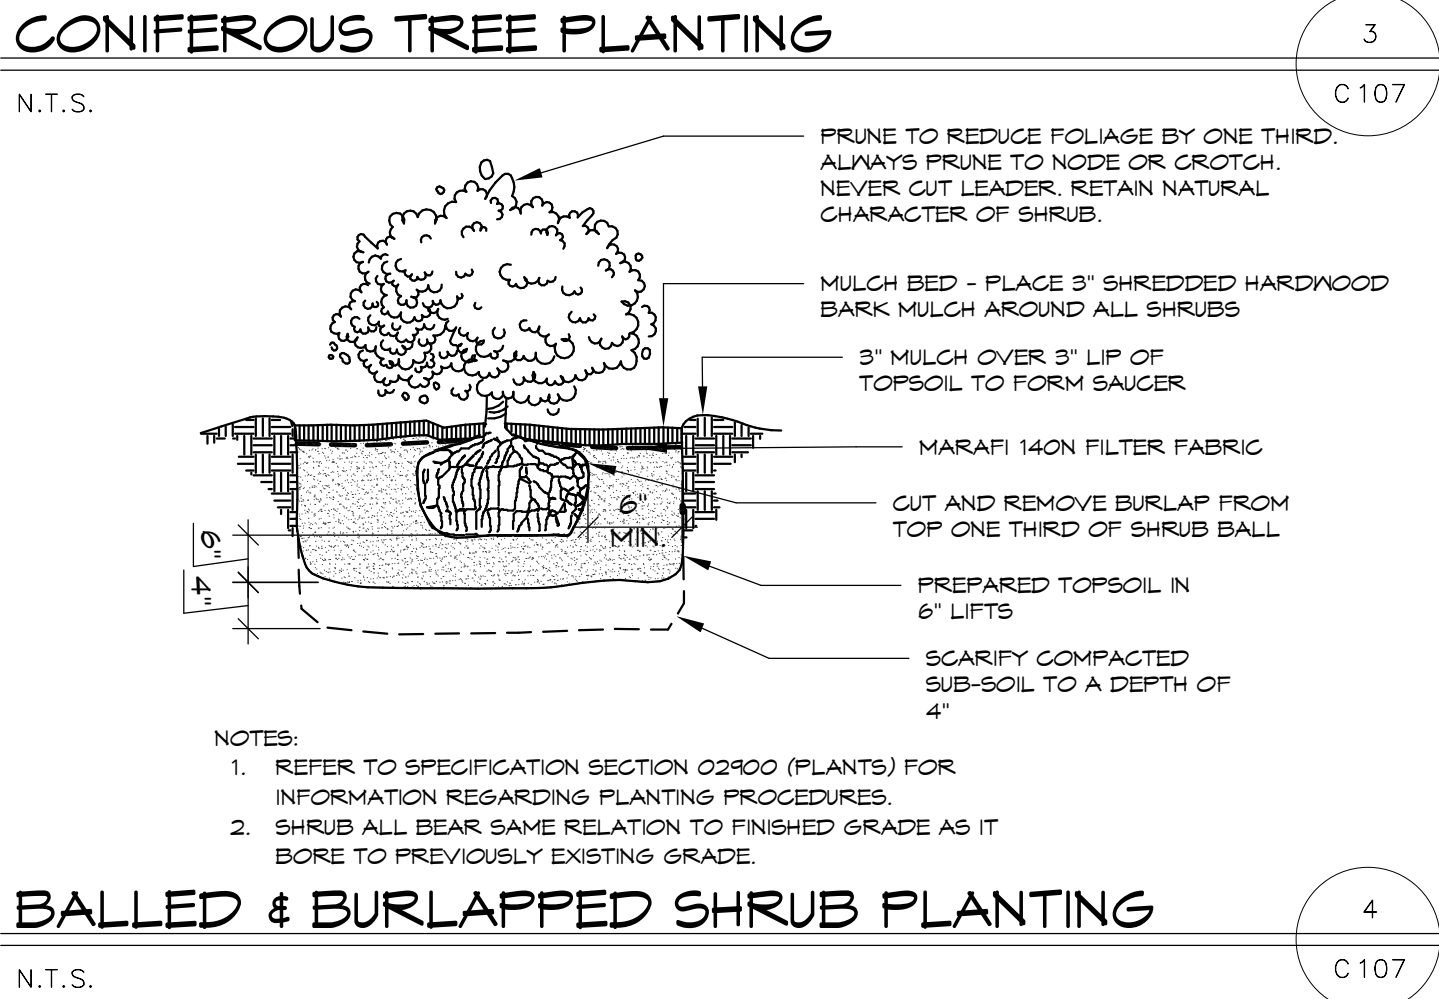 CONIFEROUS TREE PLANTING
3
C107
N.T.S.
PRUNE TO REDUCE FOLIAGE BY ONE THIRD.
ALWAYS PRUNE TO NODE OR CROTCH.
NEVER CUT LEADER. RETAIN NATURAL
CHARACTER OF SHRUB.
MULCH BED - PLACE 3" SHREDDED HARDWOOD
BARK MULCH AROUND ALL SHRUBS
3" MULCH OVER 3" LIP OF
TOPSOIL TO FORM SAUCER
MARAFI 140N FILTER FABRIC
CUT AND REMOVE BURLAP FROM
TOP ONE THIRD OF SHRUB BALL
6"
MIN.
6"
4"
PREPARED TOPSOIL IN
6" LIFTS
SCARIFY COMPACTED
SUB-SOIL TO A DEPTH OF
4"
NOTES:
1. REFER TO SPECIFICATION SECTION 02900 (PLANTS) FOR
INFORMATION REGARDING PLANTING PROCEDURES.
2. SHRUB ALL BEAR SAME RELATION TO FINISHED GRADE AS IT
BORE TO PREVIOUSLY EXISTING GRADE.
BALLED & BURLAPPED SHRUB PLANTING
4
C107
N.T.S.